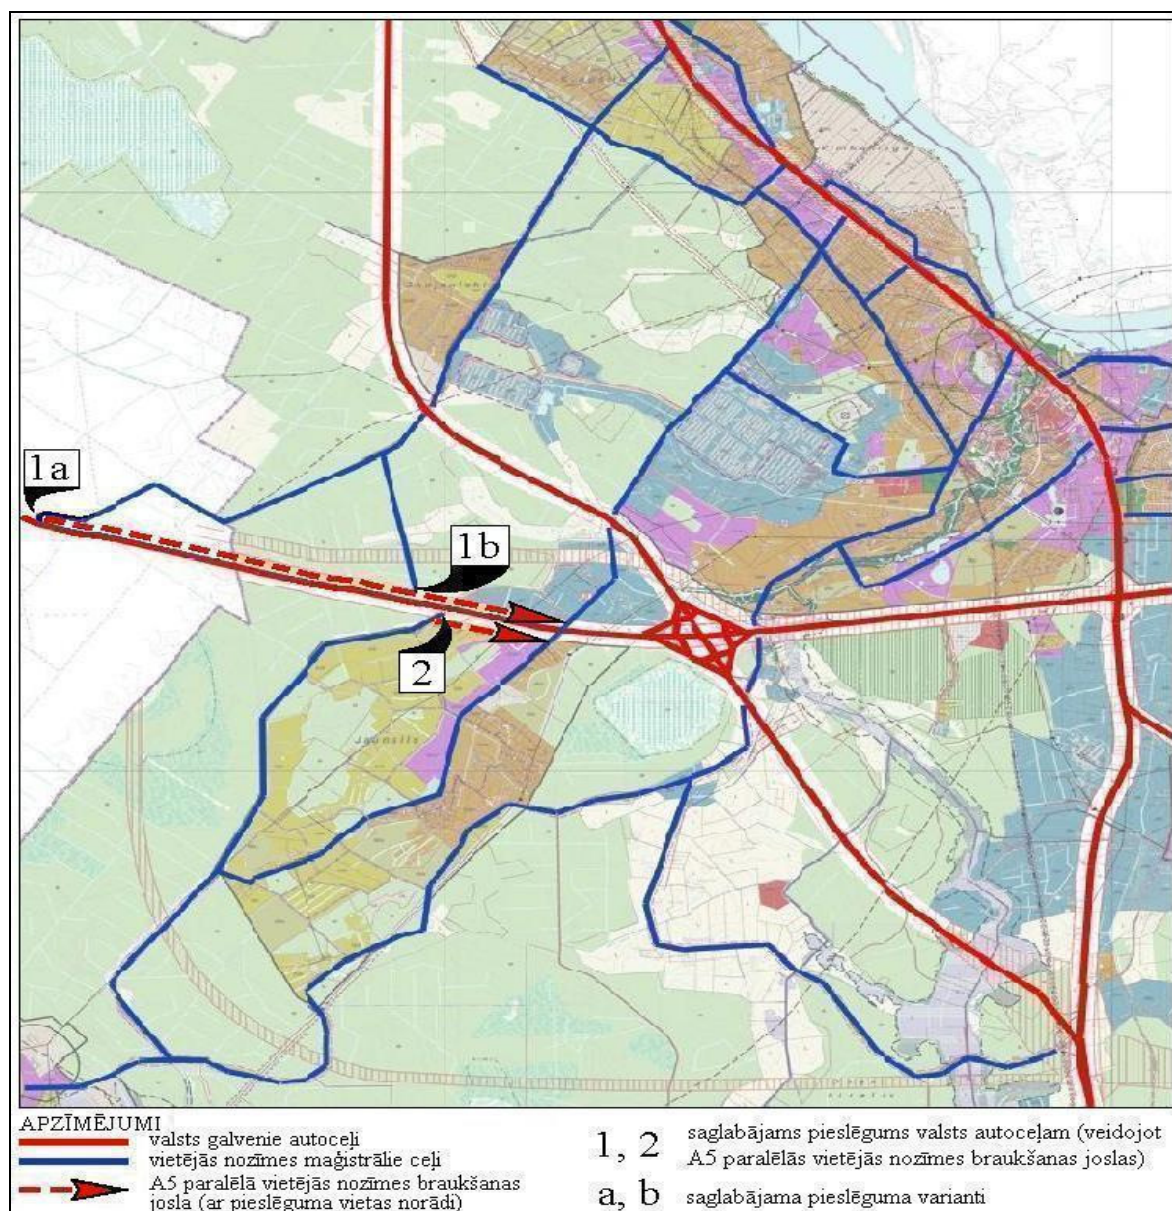 1a
1b
2
Jaunsils
APZĪMĒJUMI
valsts galvenie autoceļi
vietējās nozīmes maģistrālie ceļi
A5 paralēlā vietējās nozīmes braukšanas
josla (ar pieslēguma vietas norādi)
1, 2 saglabājams pieslēgums valsts autoceļam (veidojot
A5 paralēlās vietējās nozīmes braukšanas joslas)
a, b saglabājama pieslēguma varianti